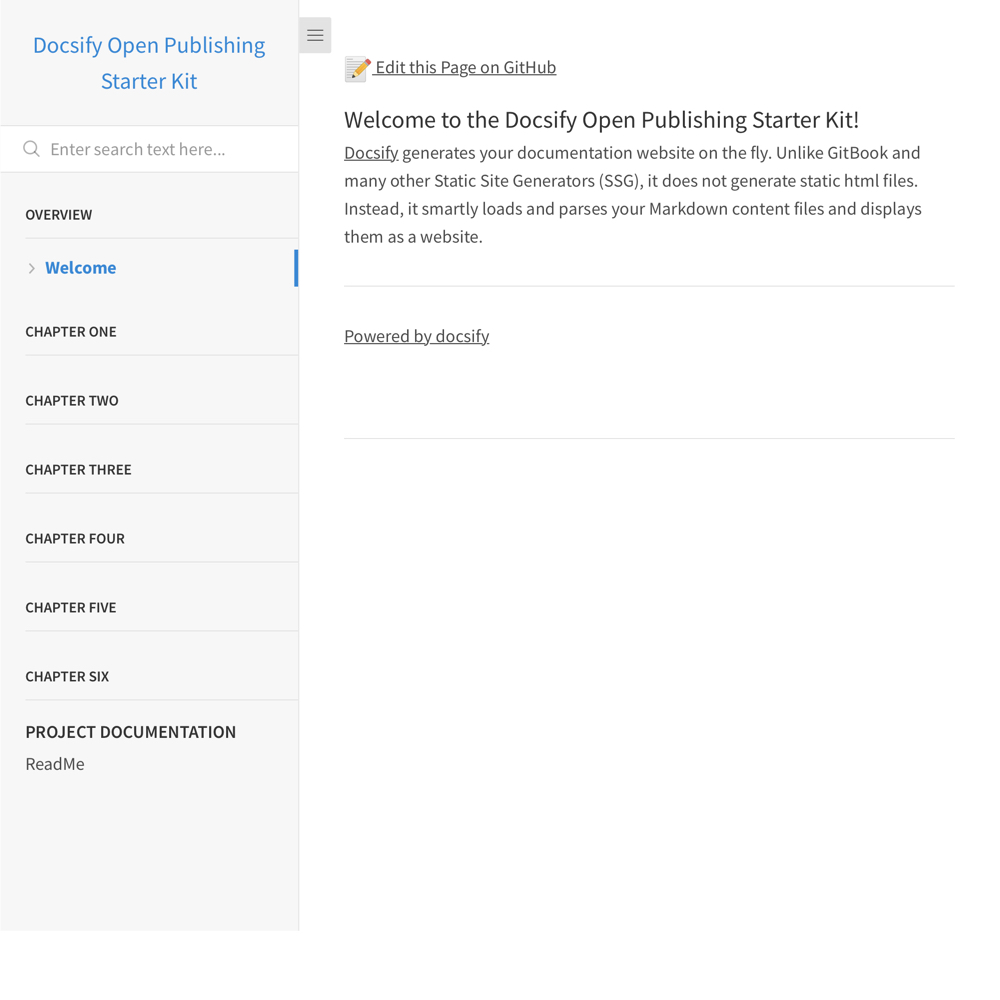 Docsify Open Publishing
Starter Kit
Enter search text here...
OVERVIEW
Welcome
CHAPTER ONE
CHAPTER TWO
CHAPTER THREE
CHAPTER FOUR
CHAPTER FIVE
CHAPTER SIX
PROJECT DOCUMENTATION
ReadMe
Edit this Page on GitHub
Welcome to the Docsify Open Publishing Starter Kit!
Docsify generates your documentation website on the fly. Unlike GitBook and
many other Static Site Generators (SSG), it does not generate static html files.
Instead, it smartly loads and parses your Markdown content files and displays
them as a website.
Powered by docsify